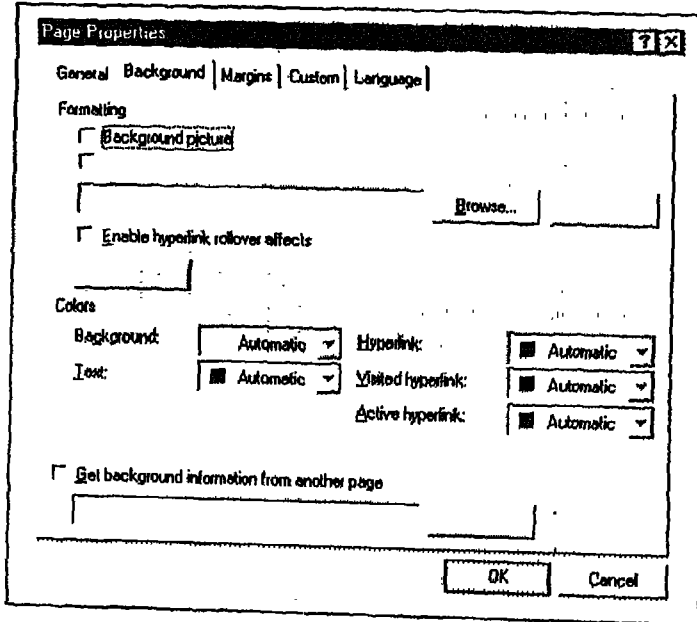 Page Properties ? X
General Background Margins Custom Language
Formatting
Background picture
Browse...
Enable hyperlink rollover affects
Colors
Background: Automatic Hyperlink: Automatic
Text: Automatic Visited hyperlink: Automatic
Active hyperlink: Automatic
Get background information from another page
OK Cancel